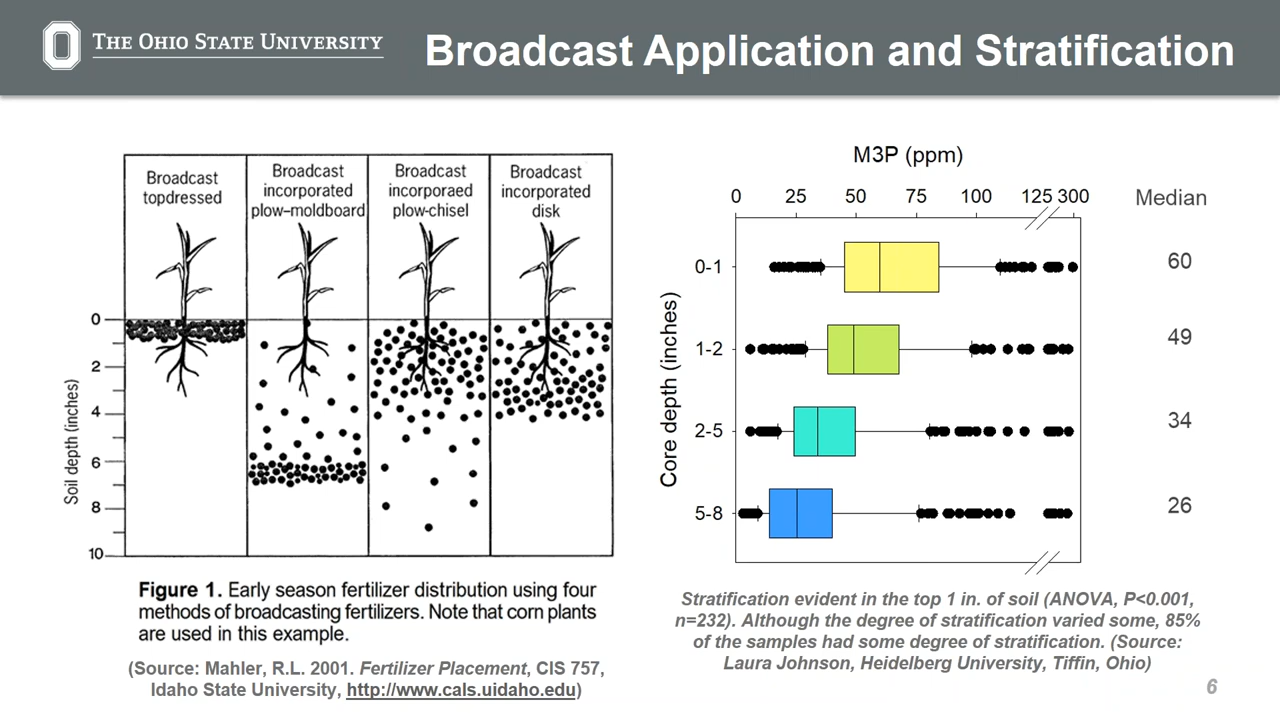 THE OHIO STATE UNIVERSITY
Broadcast Application and Stratification
Broadcast
topdressed
Broadcast
incorporated
plow–moldboard
Broadcast
incorporaed
plow-chisel
Broadcast
incorporated
disk
Soil depth (inches)
0
2
4
6
8
10
Figure 1. Early season fertilizer distribution using four
methods of broadcasting fertilizers. Note that corn plants
are used in this example.
(Source: Mahler, R.L. 2001. Fertilizer Placement, CIS 757,
Idaho State University, http://www.cals.uidaho.edu)
M3P (ppm)
0 25 50 75 100 125 300
Median
Core depth (inches)
0-1 60
1-2 49
2-5 34
5-8 26
Stratification evident in the top 1 in. of soil (ANOVA, P<0.001,
n=232). Although the degree of stratification varied some, 85%
of the samples had some degree of stratification. (Source:
Laura Johnson, Heidelberg University, Tiffin, Ohio)
6